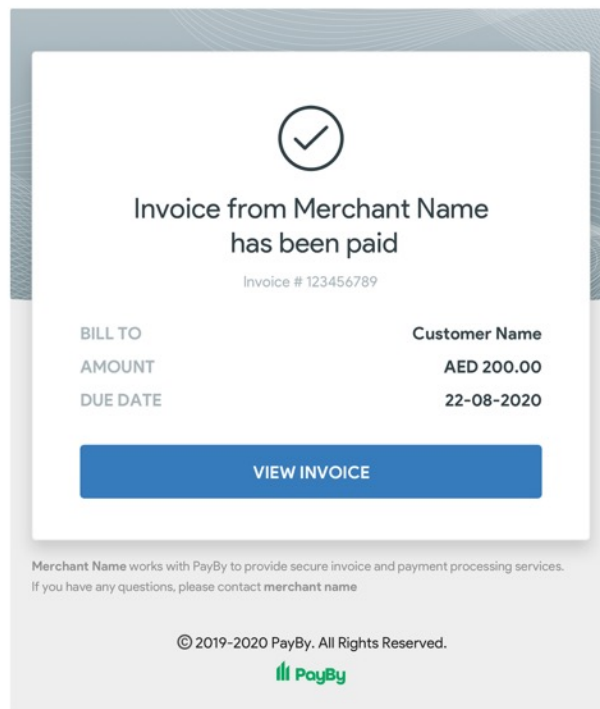 Invoice from Merchant Name
has been paid
Invoice # 123456789
BILL TO Customer Name
AMOUNT AED 200.00
DUE DATE 22-08-2020
VIEW INVOICE
Merchant Name works with PayBy to provide secure invoice and payment processing services.
If you have any questions, please contact merchant name
© 2019-2020 PayBy. All Rights Reserved.
PayBy